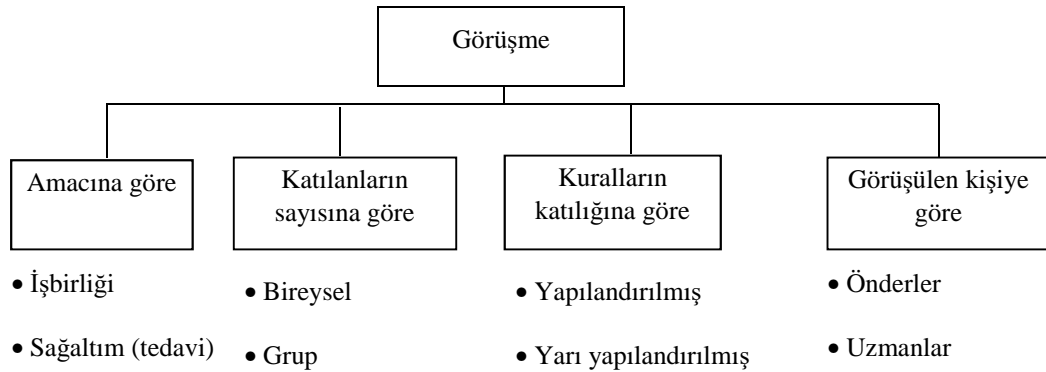 Görüşme
Amacına göre
Katılanların
sayısına göre
Kuralların
katılığına göre
Görüşülen kişiye
göre
• İşbirliği
• Sağaltım (tedavi)
• Bireysel
• Grup
• Yapılandırılmış
• Yarı yapılandırılmış
• Önderler
• Uzmanlar